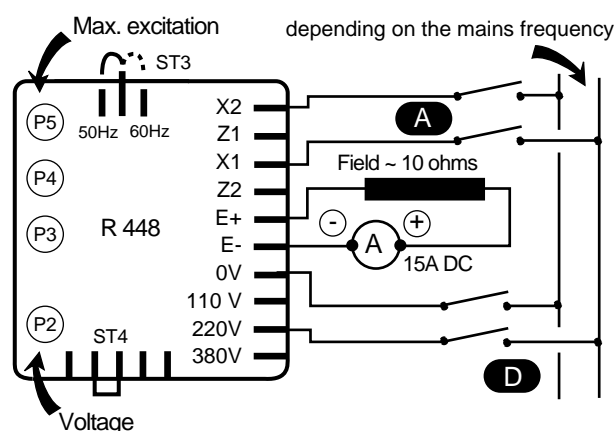 Max. excitation
depending on the mains frequency
ST3
50Hz 60Hz
P5
P4
P3
P2
R 448
ST4
X2
Z1
X1
Z2
E+
E-
0V
110 V
220V
380V
A
Field ~ 10 ohms
- A +
15A DC
D
Voltage